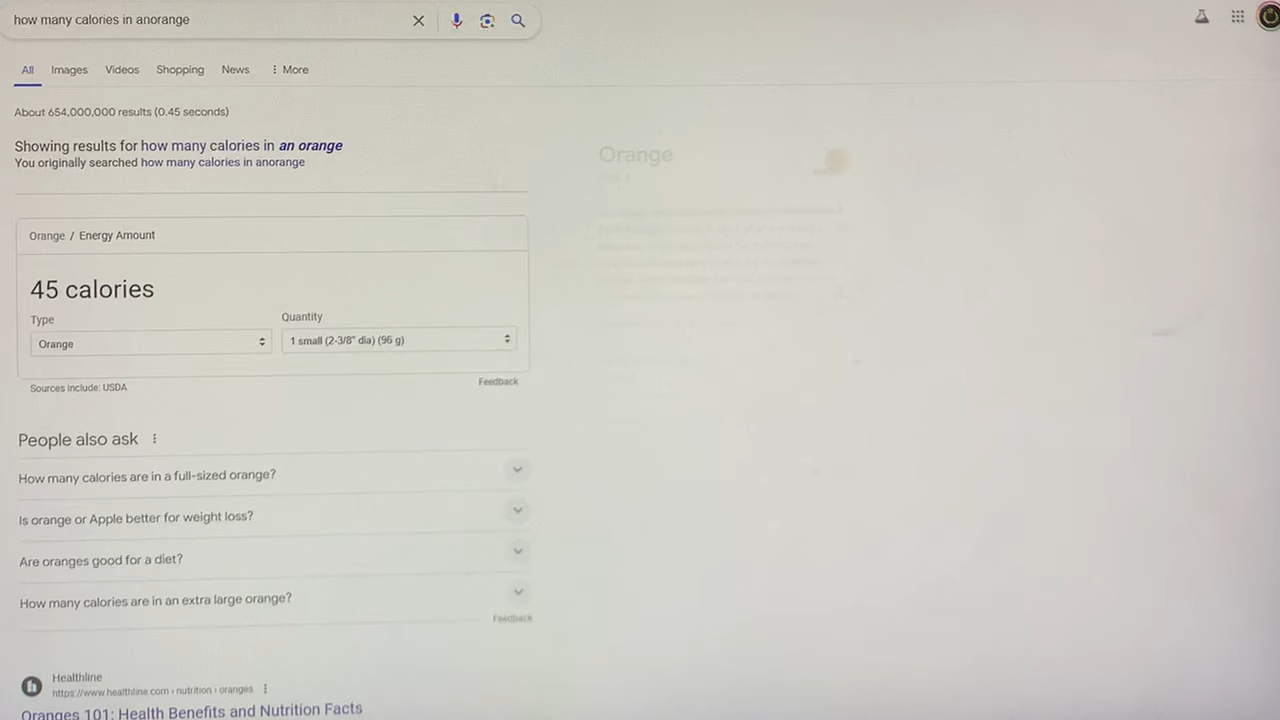 how many calories in anorange
All Images Videos Shopping News More
About 654,000,000 results (0.45 seconds)
Showing results for how many calories in an orange
You originally searched how many calories in anorange
Orange
Orange / Energy Amount
45 calories
Type
Quantity
Orange
1 small (2-3/8" dia) (96 g)
Sources include: USDA
Feedback
People also ask
How many calories are in a full-sized orange?
Is orange or Apple better for weight loss?
Are oranges good for a diet?
How many calories are in an extra large orange?
Feedback
Healthline
https://www.healthline.com › nutrition › oranges
Oranges 101: Health Benefits and Nutrition Facts